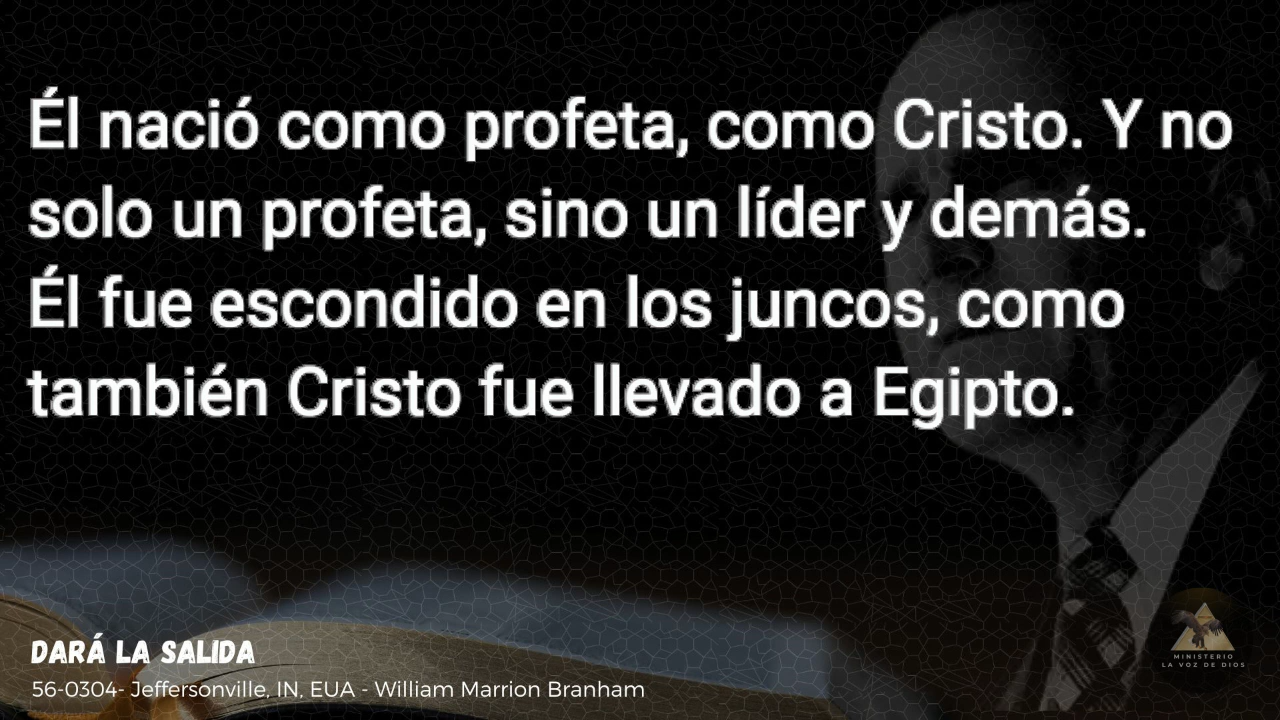 Él nació como profeta, como Cristo. Y no
solo un profeta, sino un líder y demás.
Él fue escondido en los juncos, como
también Cristo fue llevado a Egipto.
DARÁ LA SALIDA
56-0304- Jeffersonville, IN, EUA - William Marrion Branham
MINISTERIO
LA VOZ DE DIOS